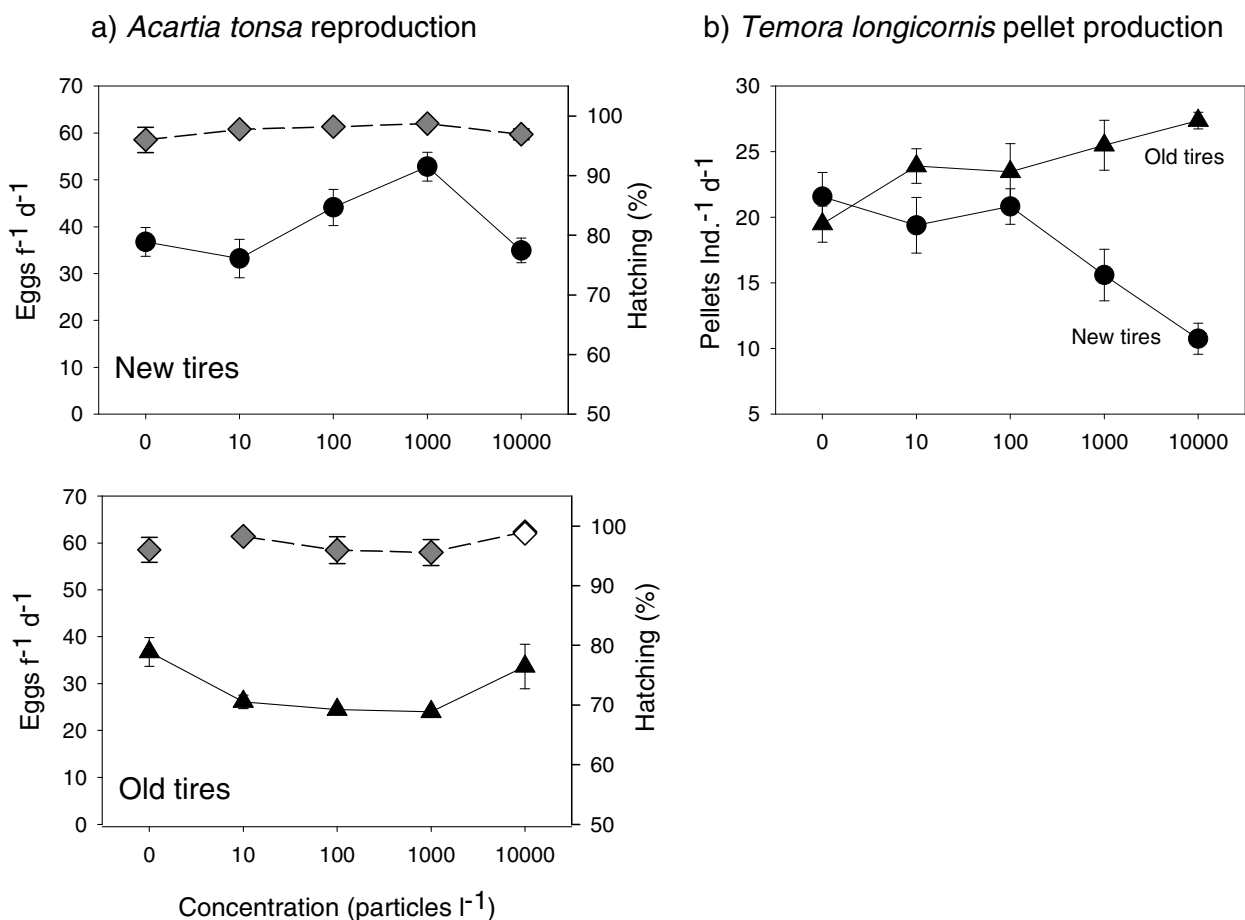 a) Acartia tonsa reproduction
70
60
50
40
30
20
10
0
Eggs f-1 d-1
100
90
80
70
60
50
Hatching (%)
New tires
0 10 100 1000 10000
b) Temora longicornis pellet production
30
25
20
15
10
5
Pellets Ind.-1 d-1
Old tires
New tires
0 10 100 1000 10000
70
60
50
40
30
20
10
0
Eggs f-1 d-1
100
90
80
70
60
50
Hatching (%)
Old tires
0 10 100 1000 10000
Concentration (particles l-1)